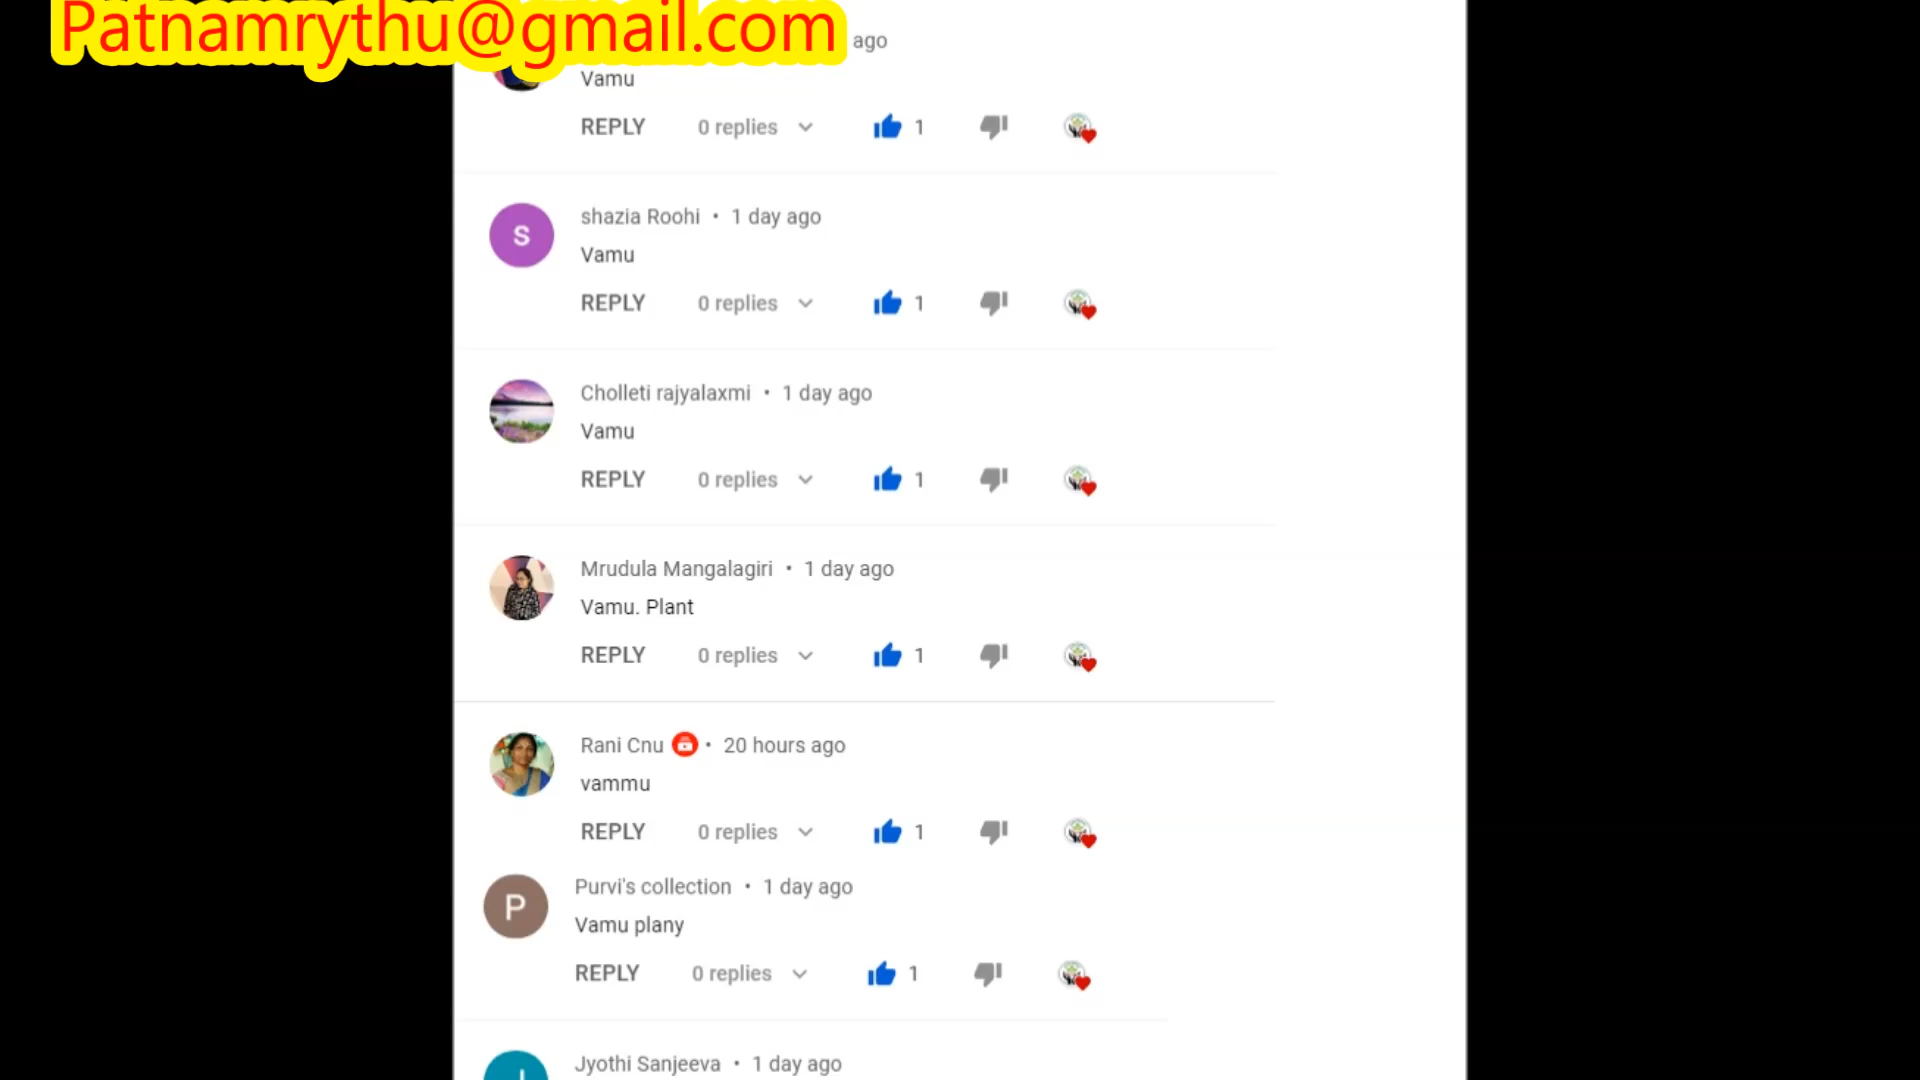 Patnamrythu@gmail.com
ago
Vamu
REPLY 0 replies 1
S
shazia Roohi • 1 day ago
Vamu
REPLY 0 replies 1
Cholleti rajyalaxmi • 1 day ago
Vamu
REPLY 0 replies 1
Mrudula Mangalagiri • 1 day ago
Vamu. Plant
REPLY 0 replies 1
Rani Cnu • 20 hours ago
vammu
REPLY 0 replies 1
P
Purvi's collection • 1 day ago
Vamu plany
REPLY 0 replies 1
Jyothi Sanjeeva • 1 day ago